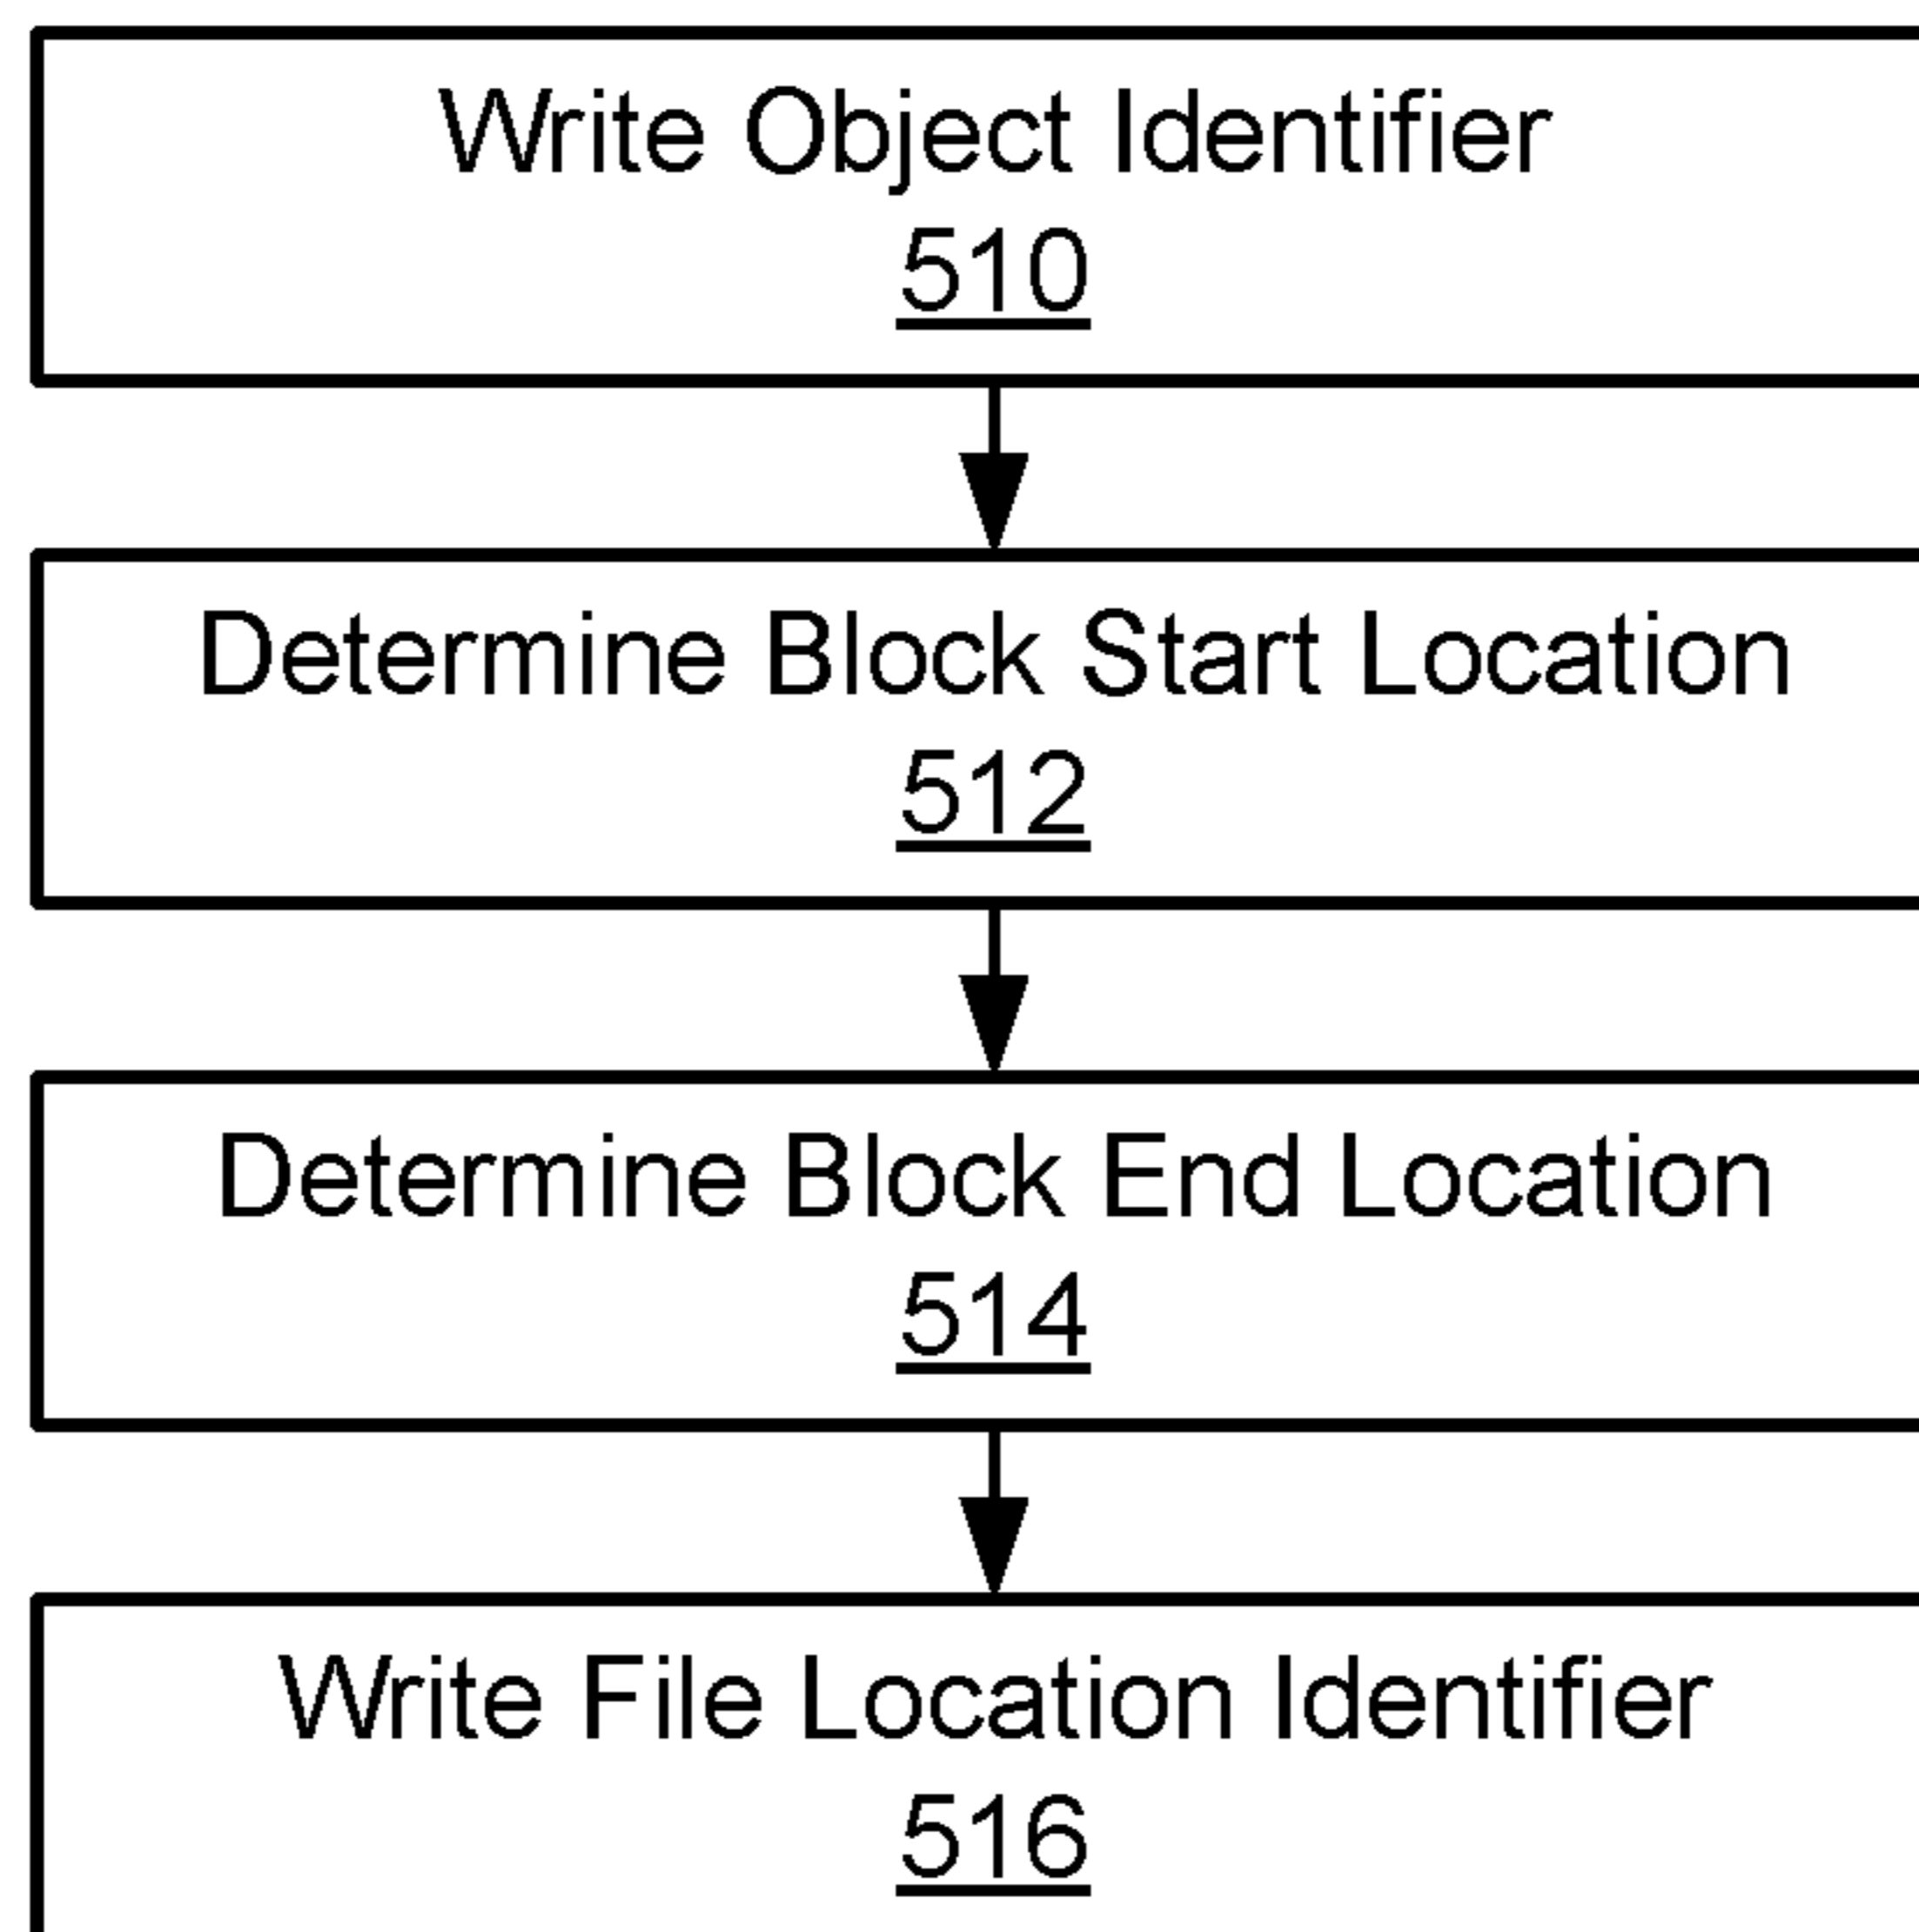 Write Object Identifier
510
Determine Block Start Location
512
Determine Block End Location
514
Write File Location Identifier
516